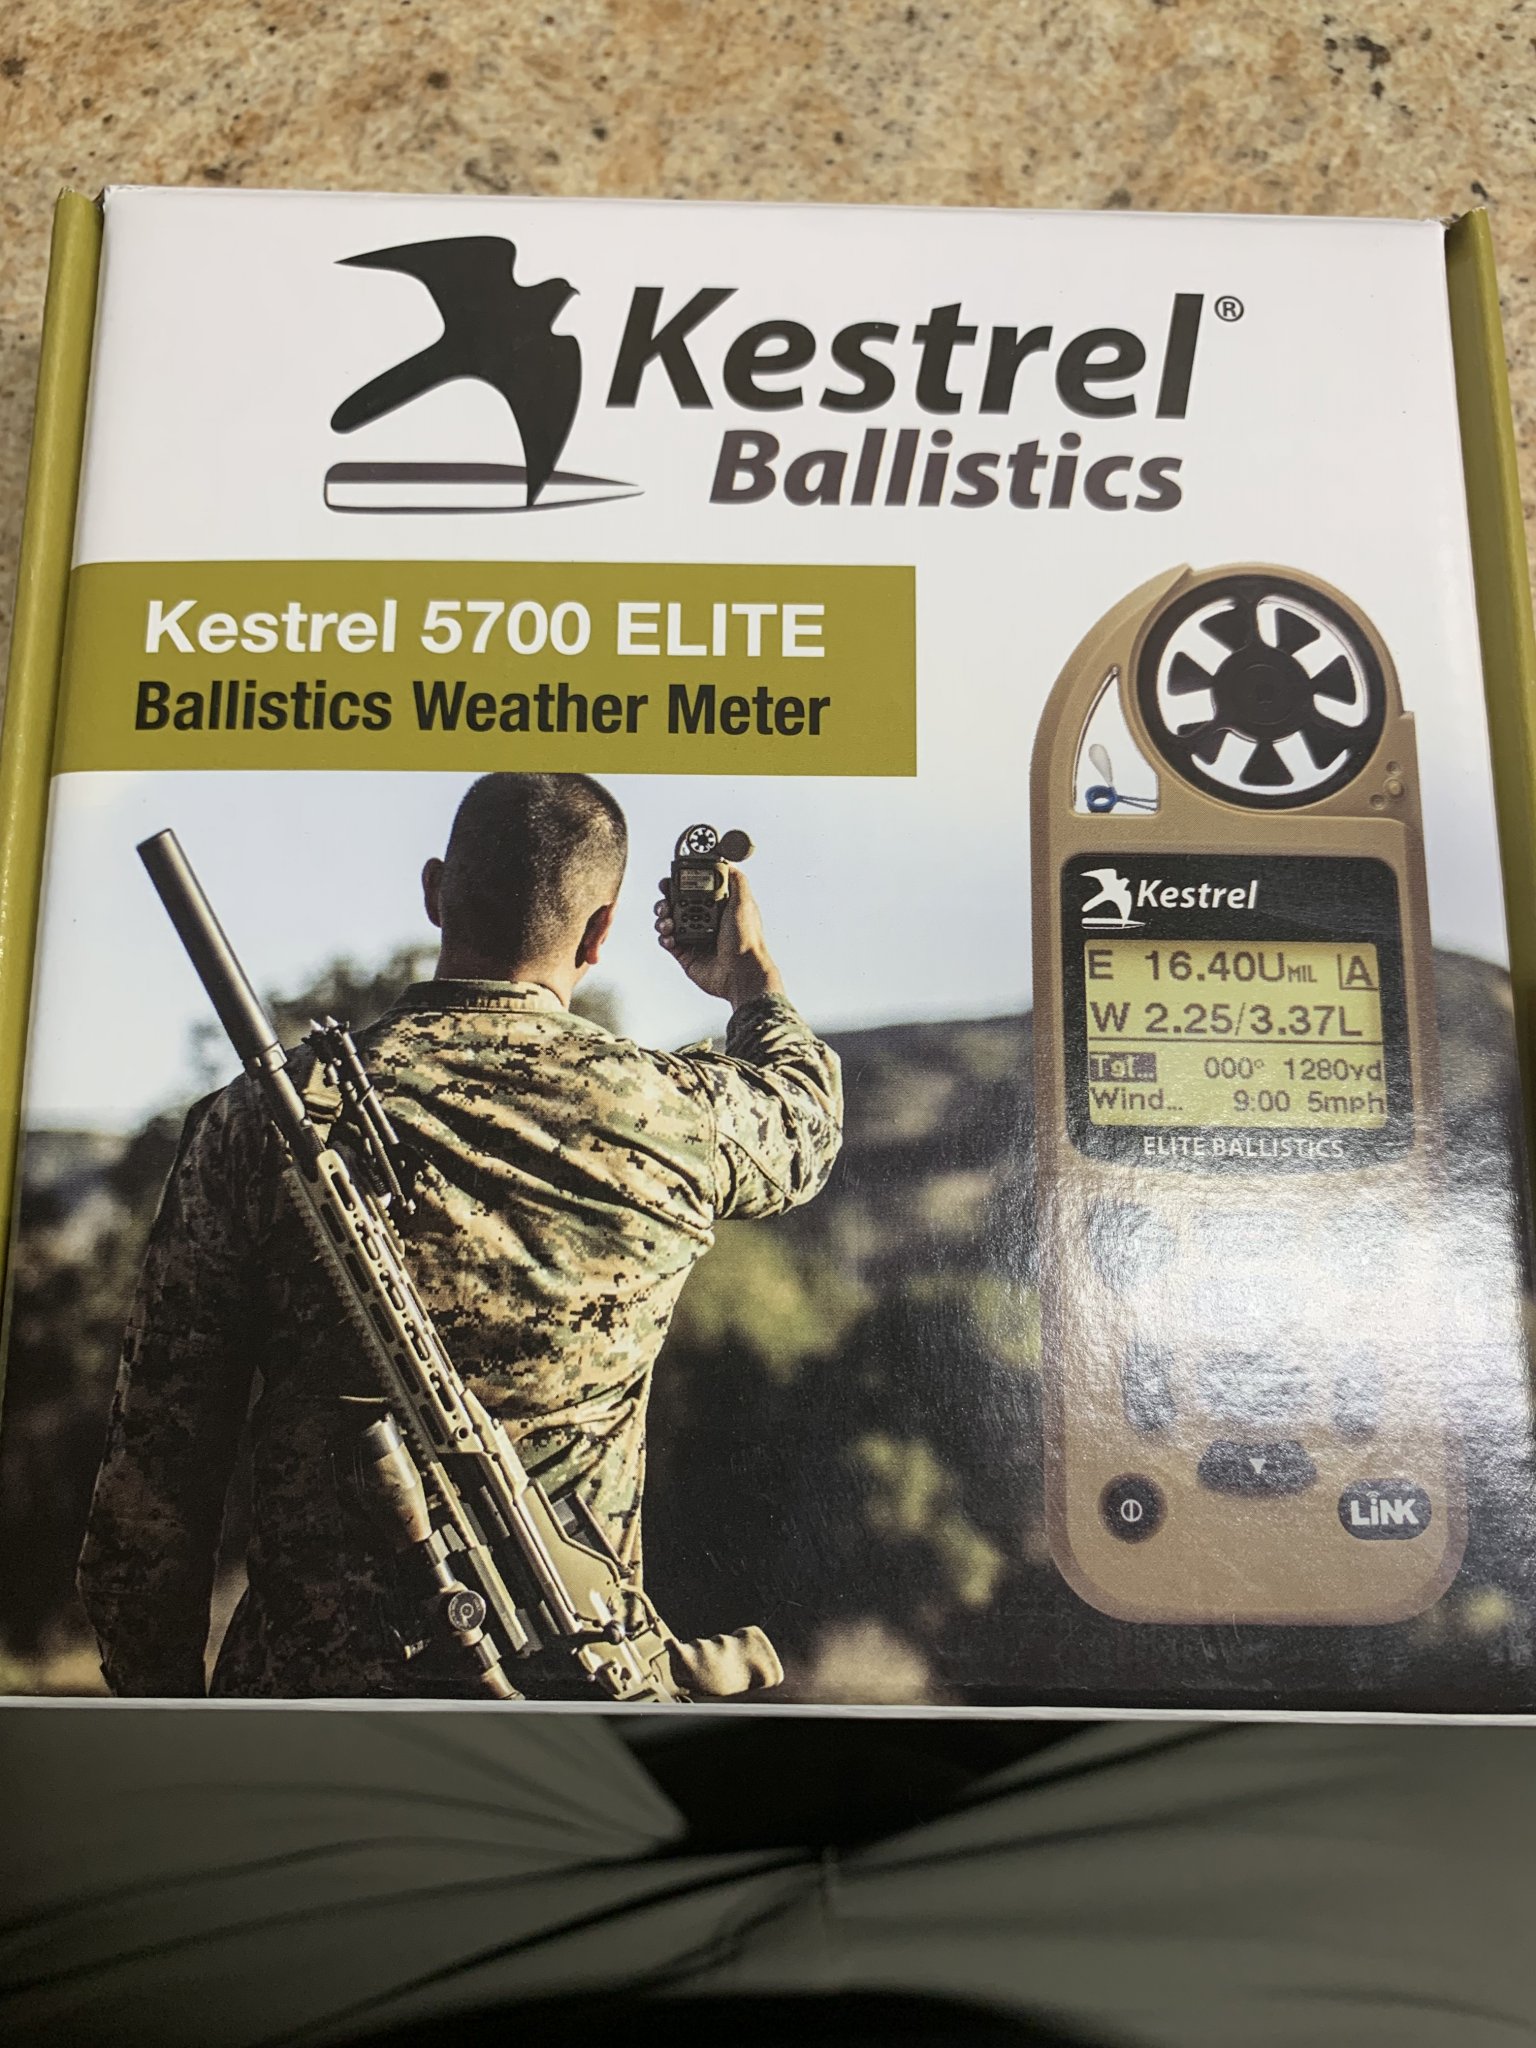 Kestrel®
Ballistics
Kestrel 5700 ELITE
Ballistics Weather Meter
Kestrel
E 16.40UMIL A
W 2.25/3.37L
Tgt... 000° 1280yd
Wind... 9:00 5mph
ELITE BALLISTICS
LiNK